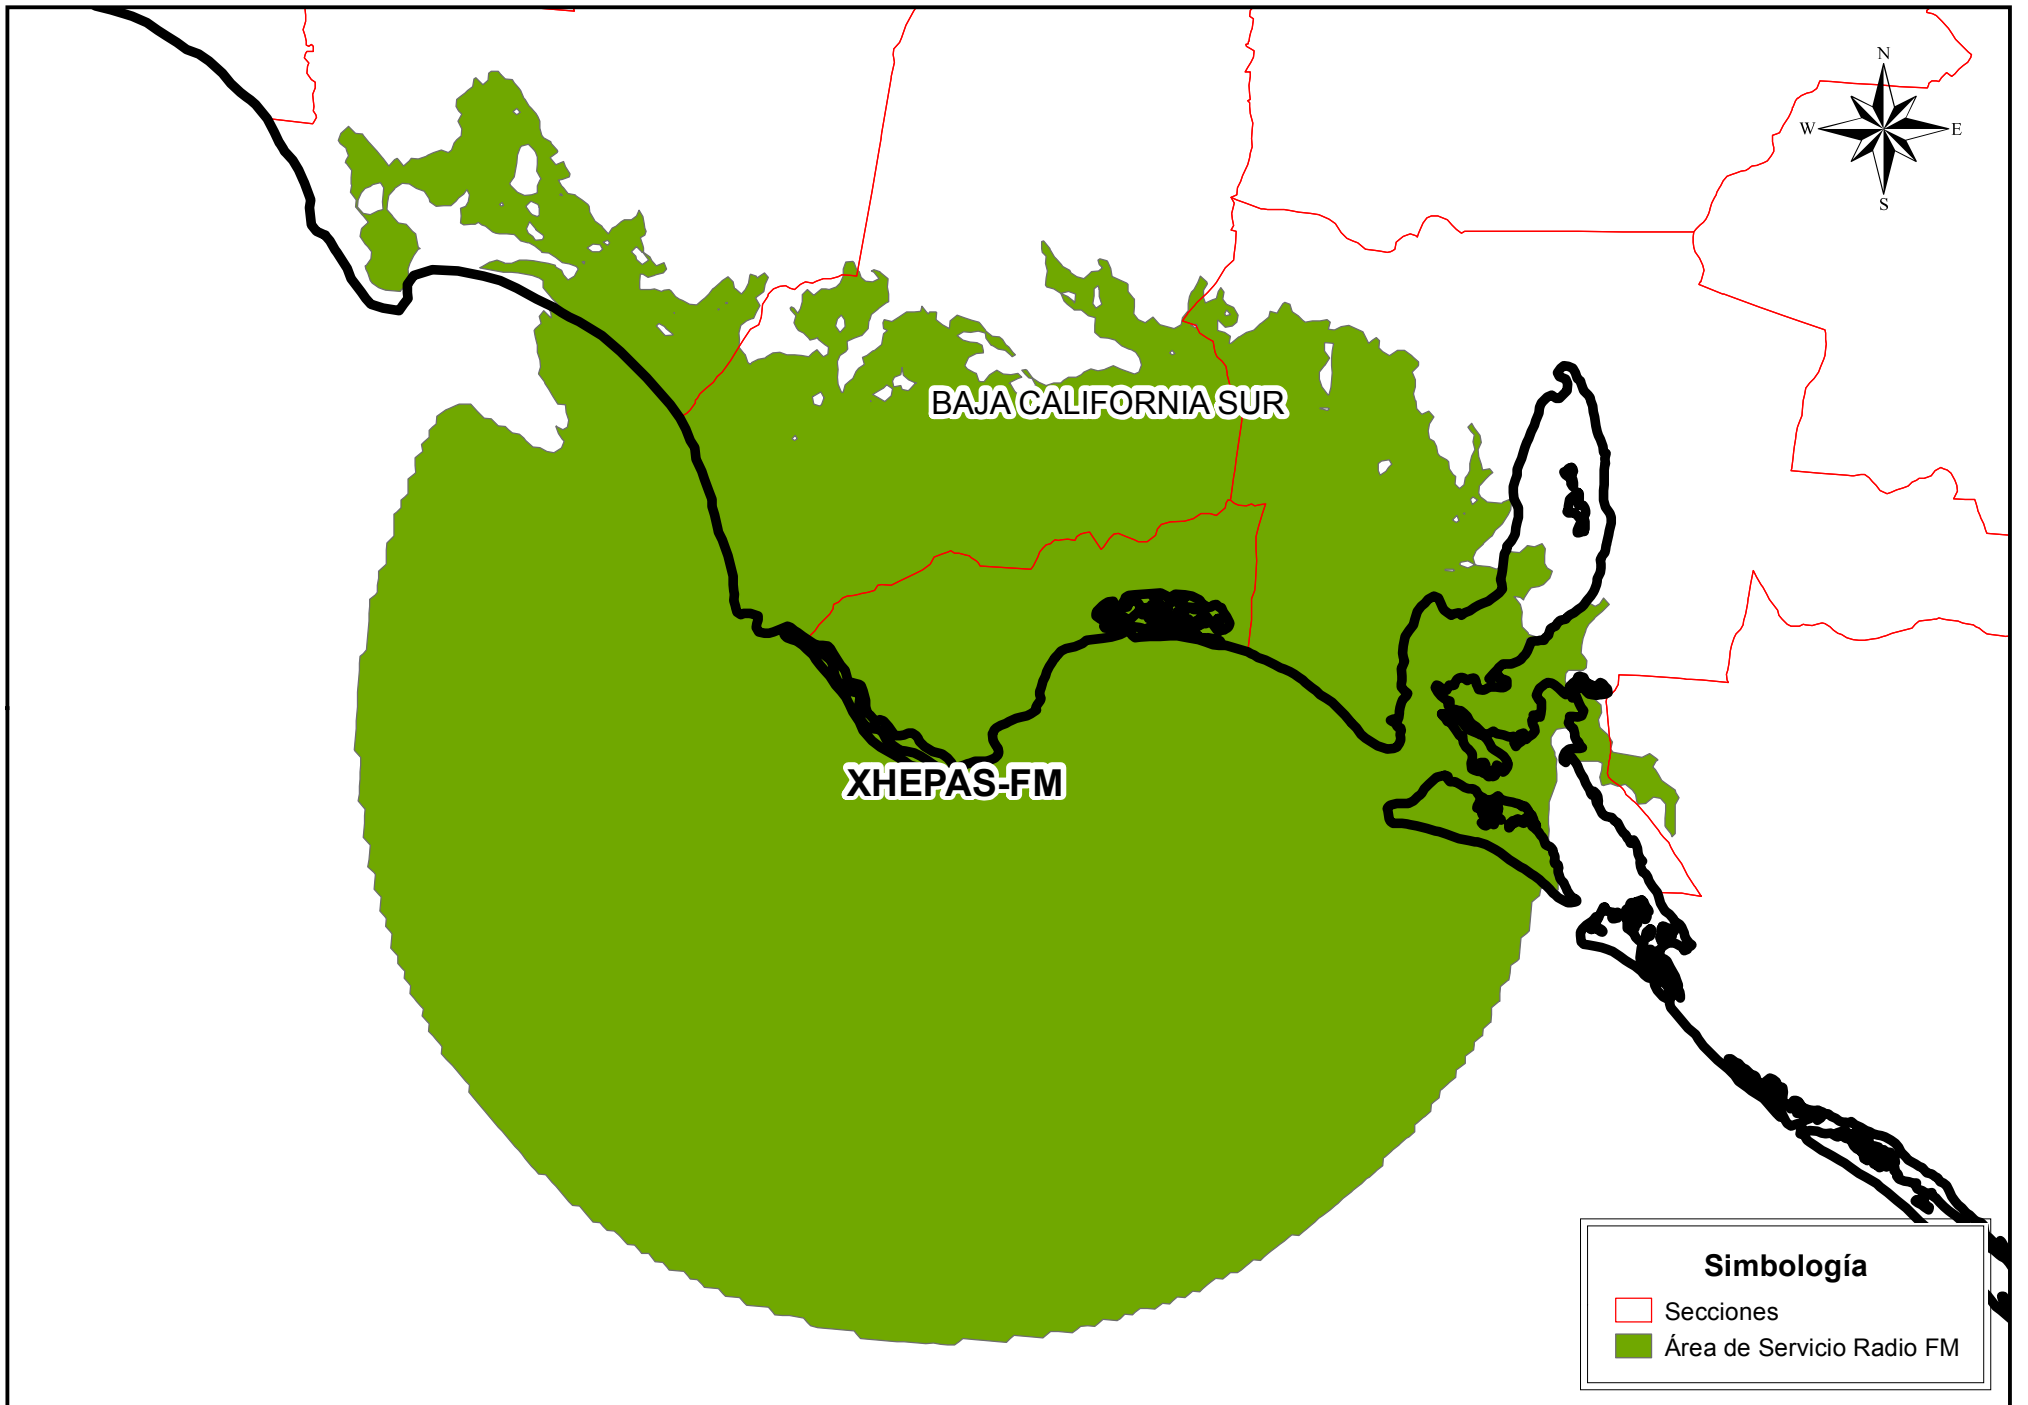 N
W E
S
BAJA CALIFORNIA SUR
XHEPAS-FM
Simbología
Secciones
Área de Servicio Radio FM